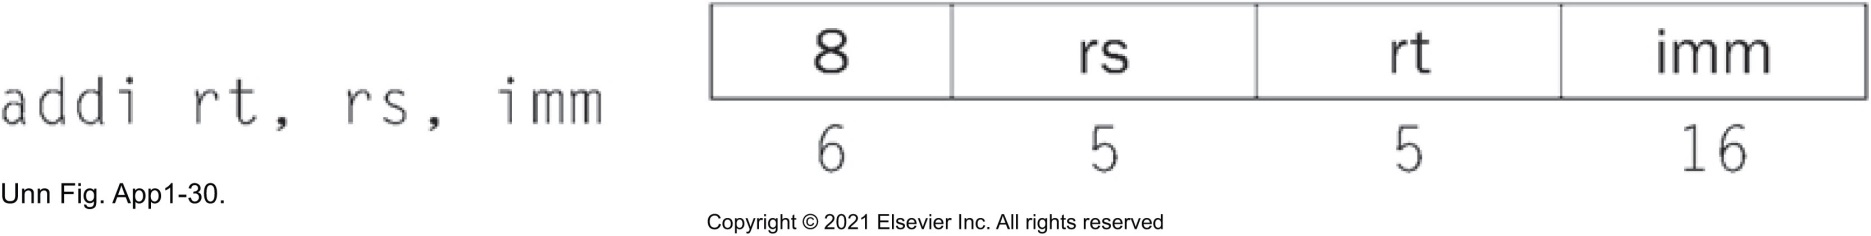 addi rt, rs, imm
8 rs rt imm
6 5 5 16
Unn Fig. App1-30.
Copyright © 2021 Elsevier Inc. All rights reserved